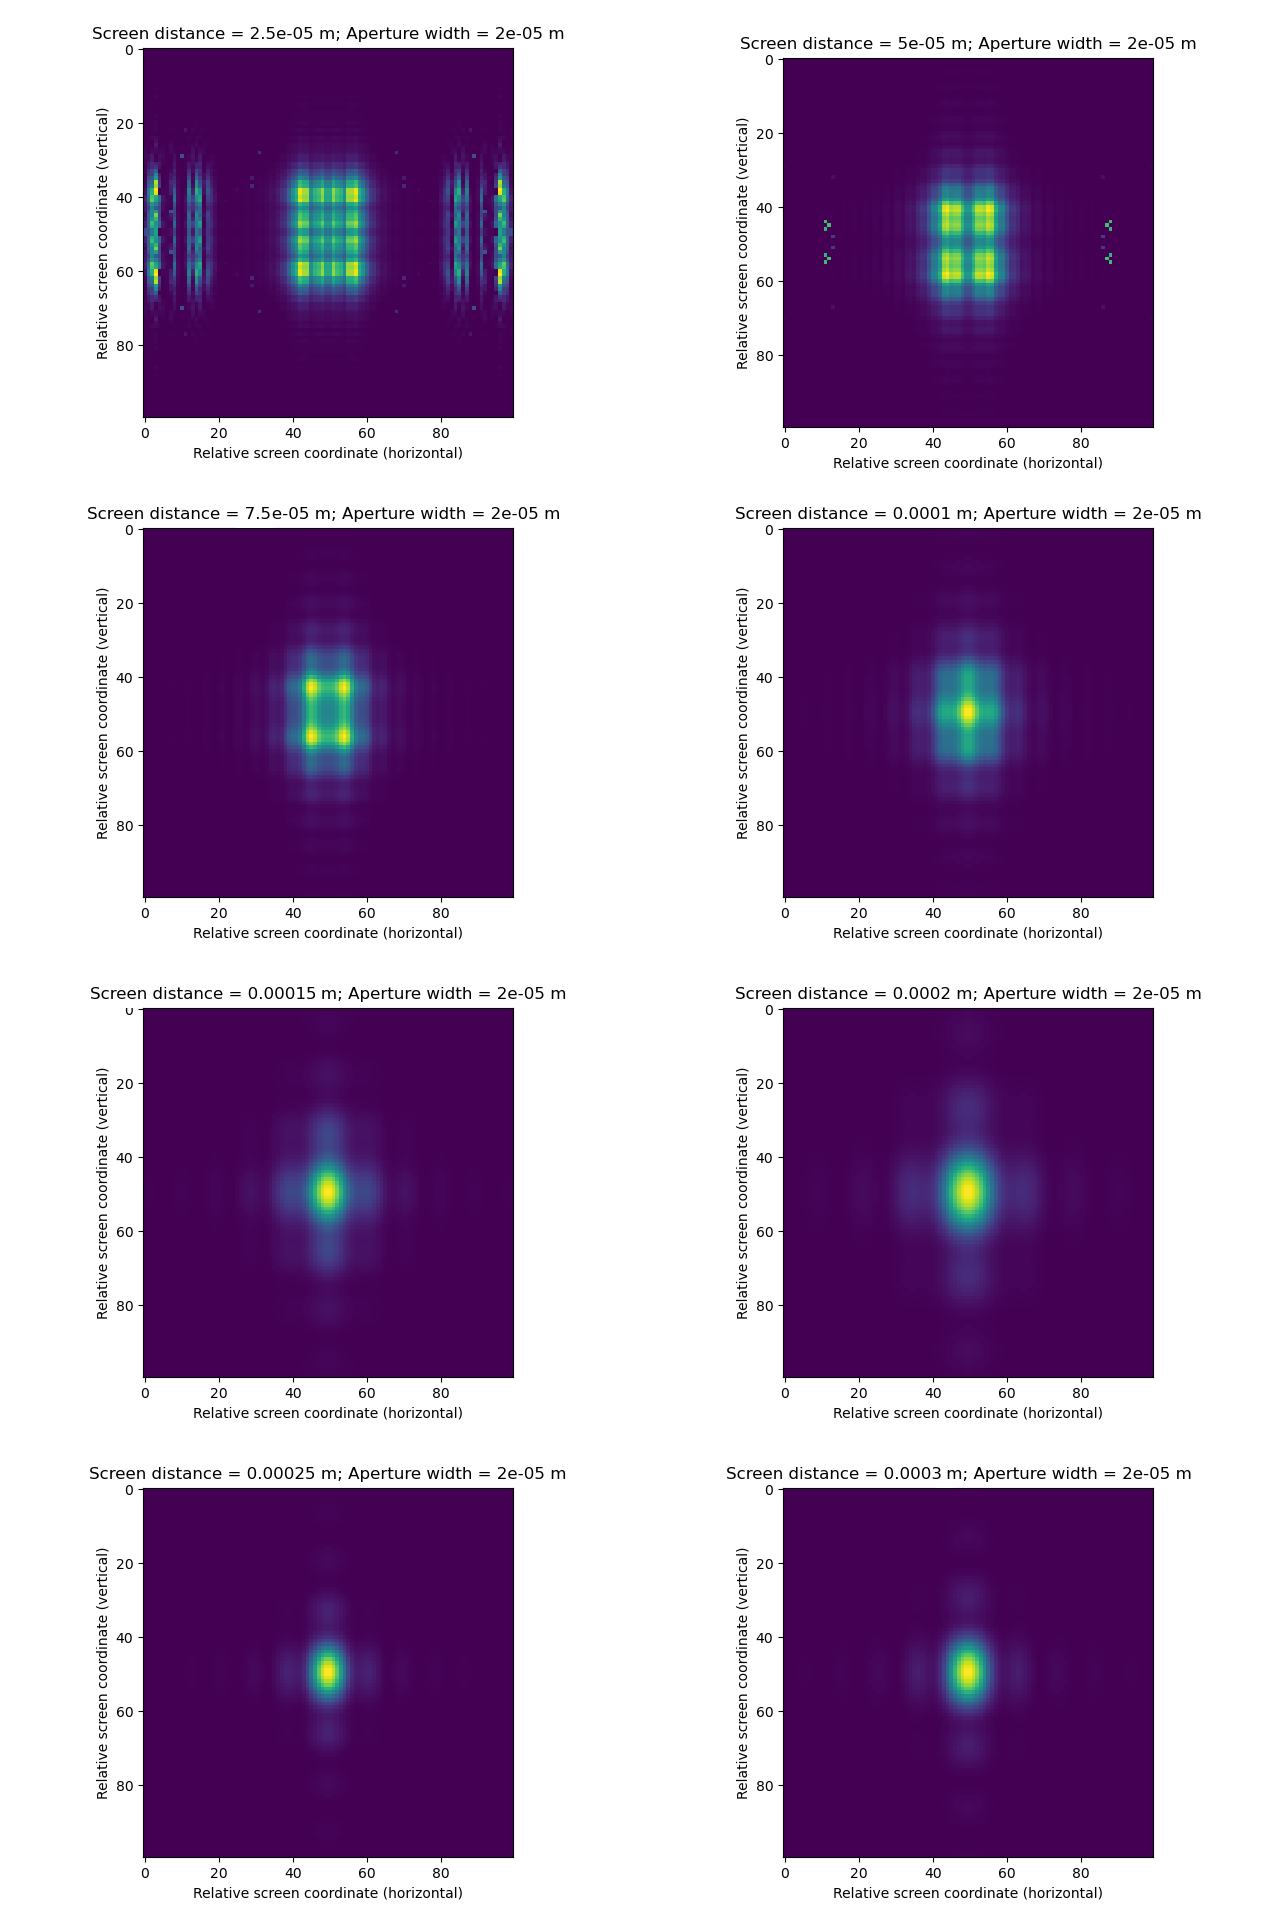 Screen distance = 2.5e-05 m; Aperture width = 2e-05 m
0
20
40
60
80
Relative screen coordinate (vertical)
0 20 40 60 80
Relative screen coordinate (horizontal)
Screen distance = 5e-05 m; Aperture width = 2e-05 m
0
20
40
60
80
Relative screen coordinate (vertical)
0 20 40 60 80
Relative screen coordinate (horizontal)
Screen distance = 7.5e-05 m; Aperture width = 2e-05 m
0
20
40
60
80
Relative screen coordinate (vertical)
0 20 40 60 80
Relative screen coordinate (horizontal)
Screen distance = 0.0001 m; Aperture width = 2e-05 m
0
20
40
60
80
Relative screen coordinate (vertical)
0 20 40 60 80
Relative screen coordinate (horizontal)
Screen distance = 0.00015 m; Aperture width = 2e-05 m
0
20
40
60
80
Relative screen coordinate (vertical)
0 20 40 60 80
Relative screen coordinate (horizontal)
Screen distance = 0.0002 m; Aperture width = 2e-05 m
0
20
40
60
80
Relative screen coordinate (vertical)
0 20 40 60 80
Relative screen coordinate (horizontal)
Screen distance = 0.00025 m; Aperture width = 2e-05 m
0
20
40
60
80
Relative screen coordinate (vertical)
0 20 40 60 80
Relative screen coordinate (horizontal)
Screen distance = 0.0003 m; Aperture width = 2e-05 m
0
20
40
60
80
Relative screen coordinate (vertical)
0 20 40 60 80
Relative screen coordinate (horizontal)